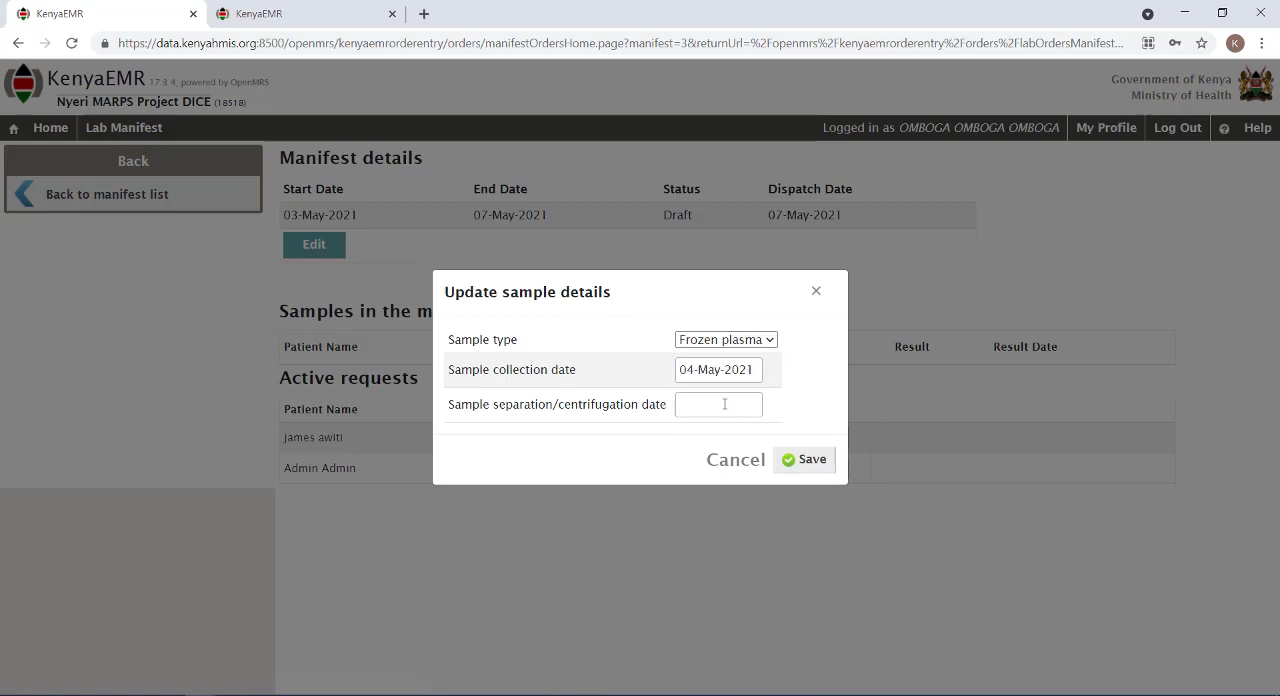 KenyaEMR
KenyaEMR
https://data.kenyahmis.org:8500/openmrs/kenyaemrorderentry/orders/manifestOrdersHome.page?manifest=3&returnUrl=%2Fopenmrs%2Fkenyaemrorderentry%2Forders%2FlabOrdersManifest...
K
KenyaEMR 17.3.4, powered by OpenMRS
Nyeri MARPS Project DICE (18518)
Government of Kenya
Ministry of Health
Home
Lab Manifest
Logged in as OMBOGA OMBOGA OMBOGA
My Profile
Log Out
Help
Back
Back to manifest list
Manifest details
Start Date End Date Status Dispatch Date
03-May-2021 07-May-2021 Draft 07-May-2021
Edit
Samples in the m
Patient Name Result Result Date
Active requests
Patient Name
James awiti
Admin Admin
Update sample details
Sample type Frozen plasma
Sample collection date 04-May-2021
Sample separation/centrifugation date
Cancel Save